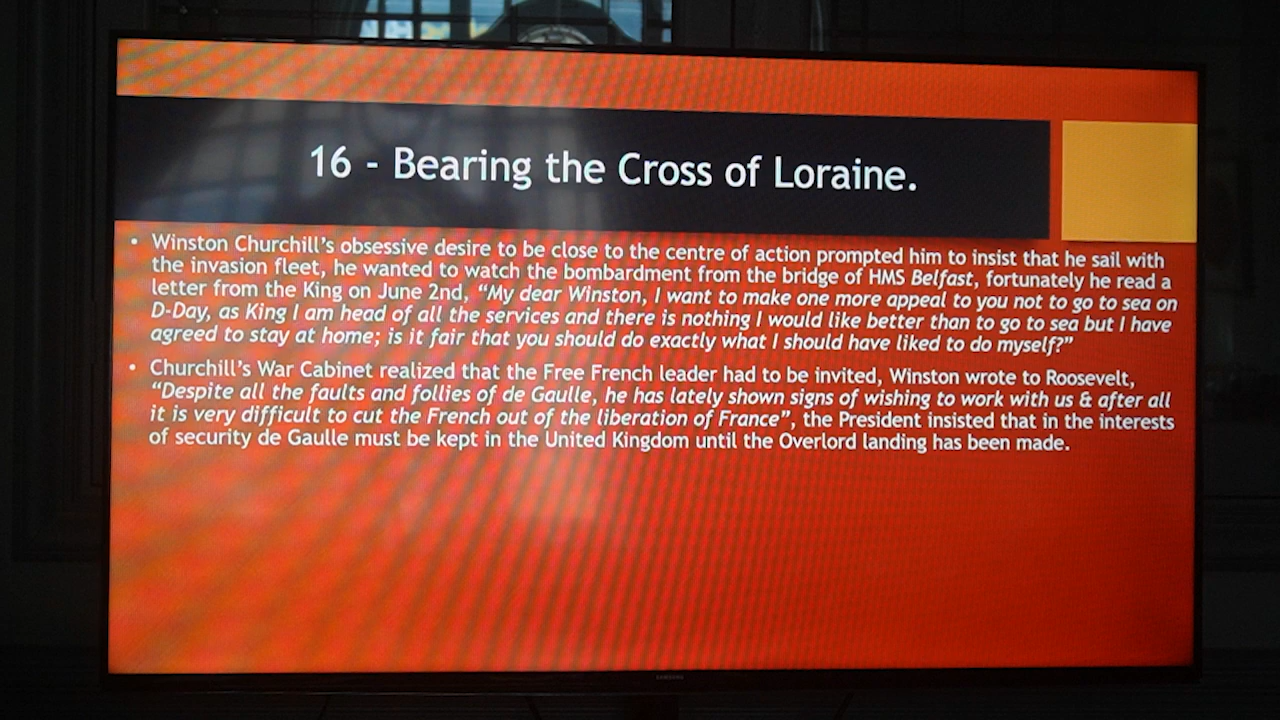 16 - Bearing the Cross of Loraine.
• Winston Churchill's obsessive desire to be close to the centre of action prompted him to insist that he sail with
the invasion fleet, he wanted to watch the bombardment from the bridge of HMS Belfast, fortunately he read a
letter from the King on June 2nd, “My dear Winston, I want to make one more appeal to you not to go to sea on
D-Day, as King I am head of all the services and there is nothing I would like better than to go to sea but I have
agreed to stay at home; is it fair that you should do exactly what I should have liked to do myself?”
• Churchill's War Cabinet realized that the Free French leader had to be invited, Winston wrote to Roosevelt,
“Despite all the faults and follies of de Gaulle, he has lately shown signs of wishing to work with us & after all
it is very difficult to cut the French out of the liberation of France”, the President insisted that in the interests
of security de Gaulle must be kept in the United Kingdom until the Overlord landing has been made.
SAMSUNG